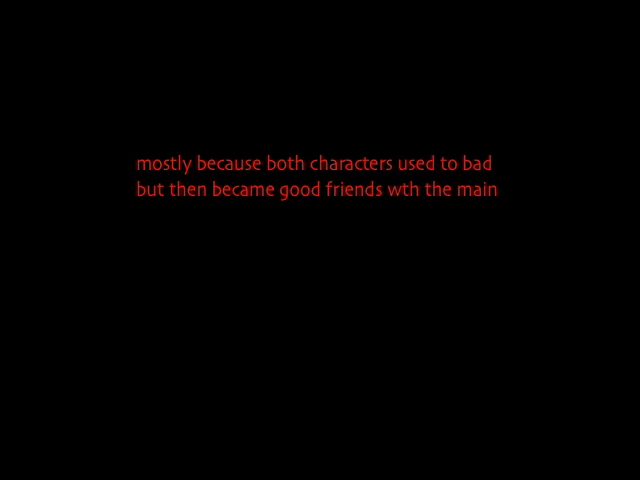 mostly because both characters used to bad
but then became good friends wth the main